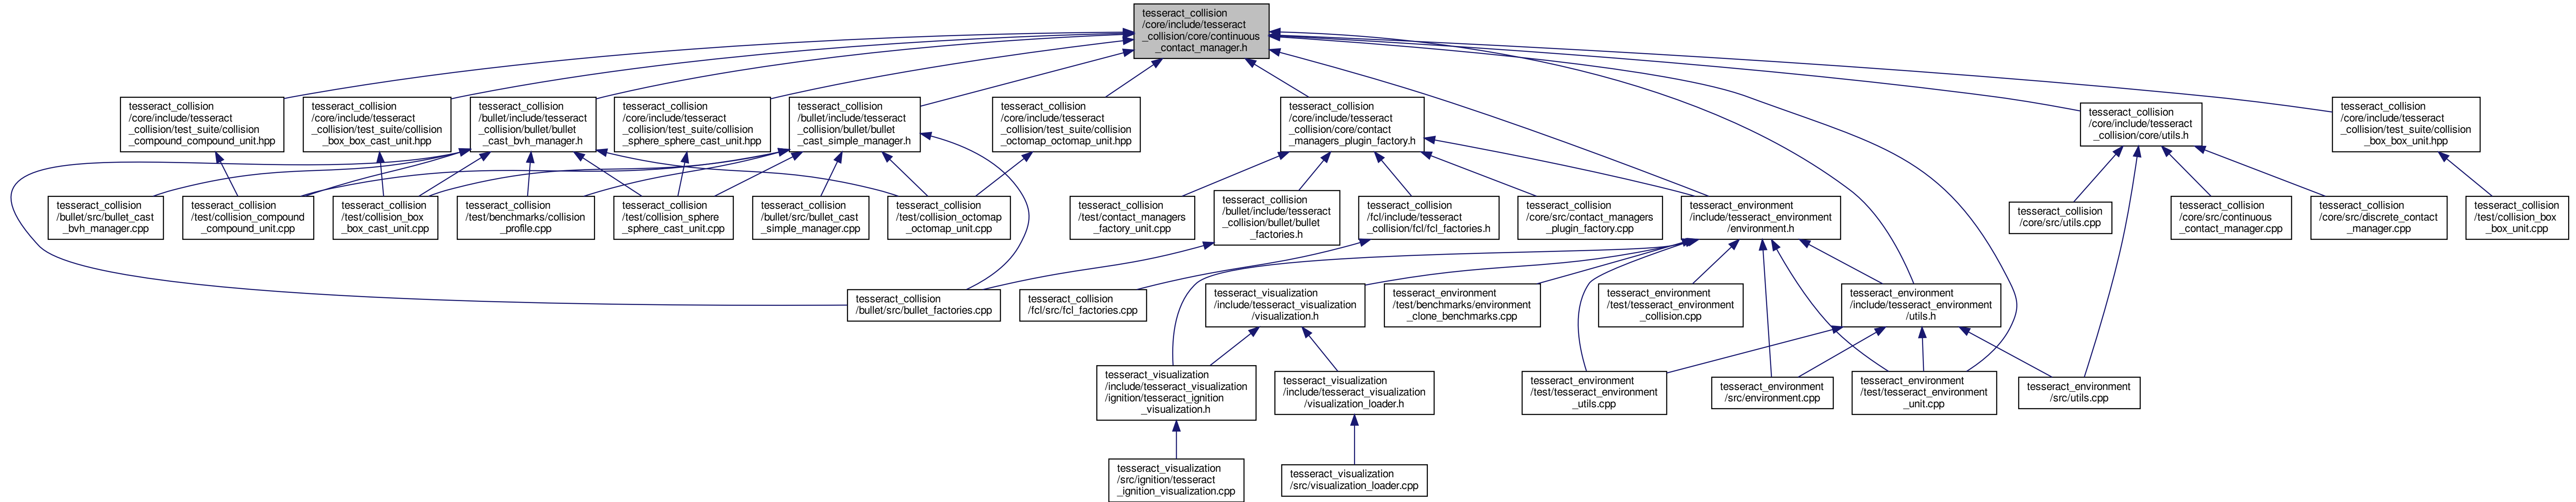 tesseract_collision
/core/include/tesseract
_collision/core/continuous
_contact_manager.h
tesseract_collision
/core/include/tesseract
_collision/test_suite/collision
_compound_compound_unit.hpp
tesseract_collision
/core/include/tesseract
_collision/test_suite/collision
_box_box_cast_unit.hpp
tesseract_collision
/bullet/include/tesseract
_collision/bullet/bullet
_cast_bvh_manager.h
tesseract_collision
/core/include/tesseract
_collision/test_suite/collision
_sphere_sphere_cast_unit.hpp
tesseract_collision
/bullet/include/tesseract
_collision/bullet/bullet
_cast_simple_manager.h
tesseract_collision
/core/include/tesseract
_collision/test_suite/collision
_octomap_octomap_unit.hpp
tesseract_collision
/core/include/tesseract
_collision/core/contact
_managers_plugin_factory.h
tesseract_collision
/core/include/tesseract
_collision/core/utils.h
tesseract_collision
/core/include/tesseract
_collision/test_suite/collision
_box_box_unit.hpp
tesseract_collision
/bullet/src/bullet_cast
_bvh_manager.cpp
tesseract_collision
/test/collision_compound
_compound_unit.cpp
tesseract_collision
/test/collision_box
_box_cast_unit.cpp
tesseract_collision
/test/benchmarks/collision
_profile.cpp
tesseract_collision
/test/collision_sphere
_sphere_cast_unit.cpp
tesseract_collision
/bullet/src/bullet_cast
_simple_manager.cpp
tesseract_collision
/test/collision_octomap
_octomap_unit.cpp
tesseract_collision
/test/contact_managers
_factory_unit.cpp
tesseract_collision
/bullet/include/tesseract
_collision/bullet/bullet
_factories.h
tesseract_collision
/fcl/include/tesseract
_collision/fcl/fcl_factories.h
tesseract_collision
/core/src/contact_managers
_plugin_factory.cpp
tesseract_environment
/include/tesseract_environment
/environment.h
tesseract_collision
/core/src/utils.cpp
tesseract_collision
/core/src/continuous
_contact_manager.cpp
tesseract_collision
/core/src/discrete_contact
_manager.cpp
tesseract_collision
/test/collision_box
_box_unit.cpp
tesseract_collision
/bullet/src/bullet_factories.cpp
tesseract_collision
/fcl/src/fcl_factories.cpp
tesseract_visualization
/include/tesseract_visualization
/visualization.h
tesseract_environment
/test/benchmarks/environment
_clone_benchmarks.cpp
tesseract_environment
/test/tesseract_environment
_collision.cpp
tesseract_environment
/include/tesseract_environment
/utils.h
tesseract_visualization
/include/tesseract_visualization
/ignition/tesseract_ignition
_visualization.h
tesseract_visualization
/include/tesseract_visualization
/visualization_loader.h
tesseract_environment
/test/tesseract_environment
_utils.cpp
tesseract_environment
/src/environment.cpp
tesseract_environment
/test/tesseract_environment
_unit.cpp
tesseract_environment
/src/utils.cpp
tesseract_visualization
/src/ignition/tesseract
_ignition_visualization.cpp
tesseract_visualization
/src/visualization_loader.cpp